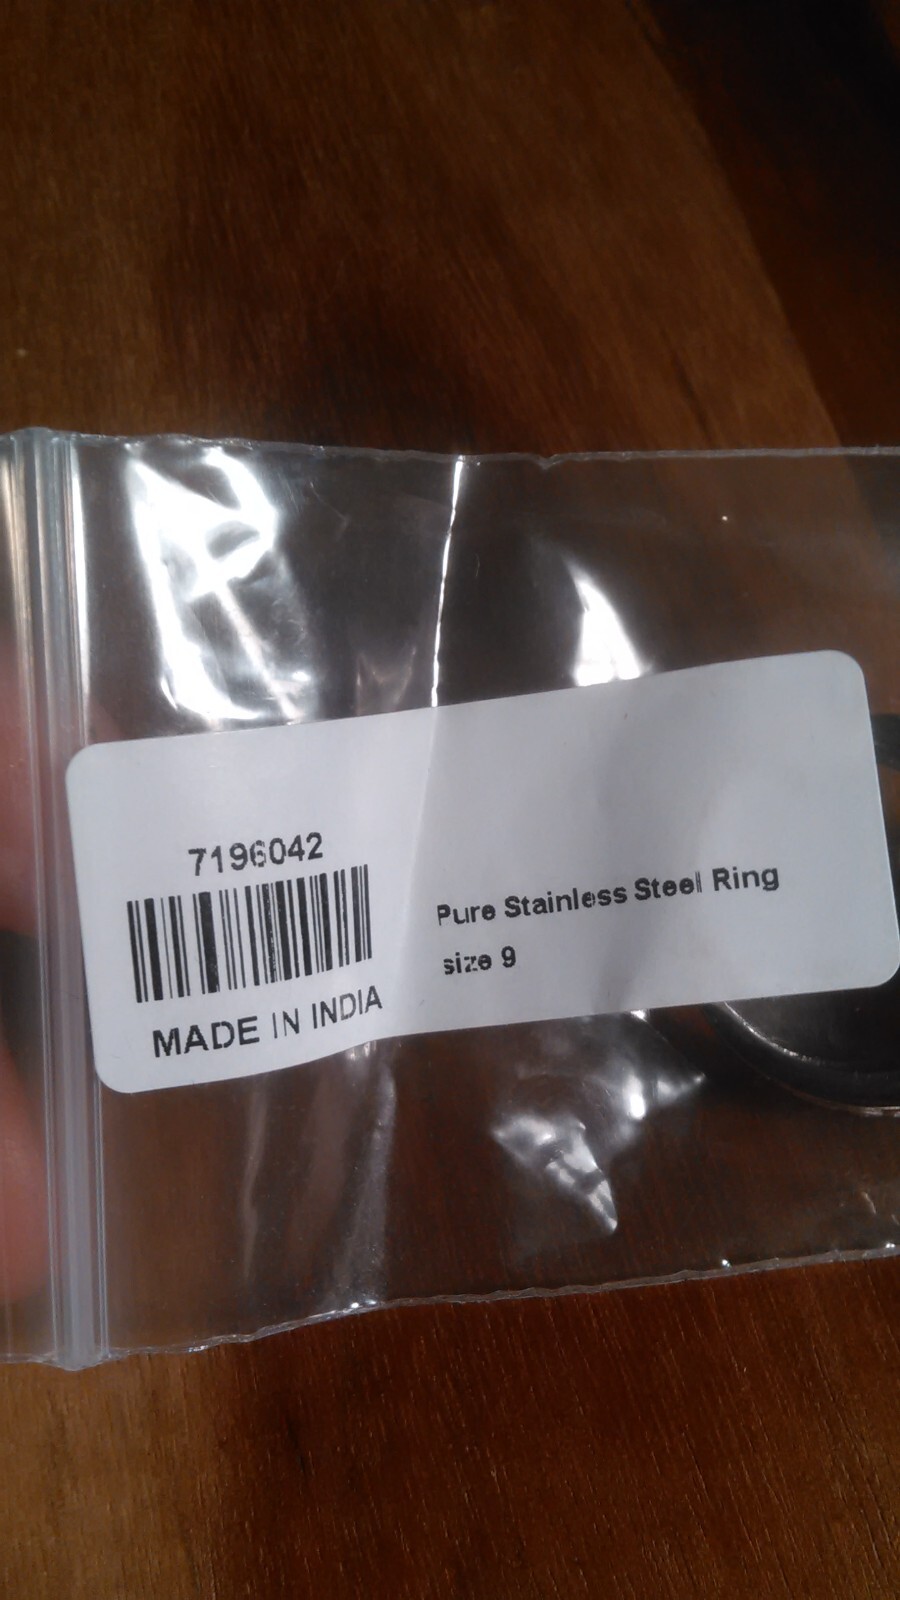 7196042
MADE IN INDIA
Pure Stainless Steel Ring
size 9